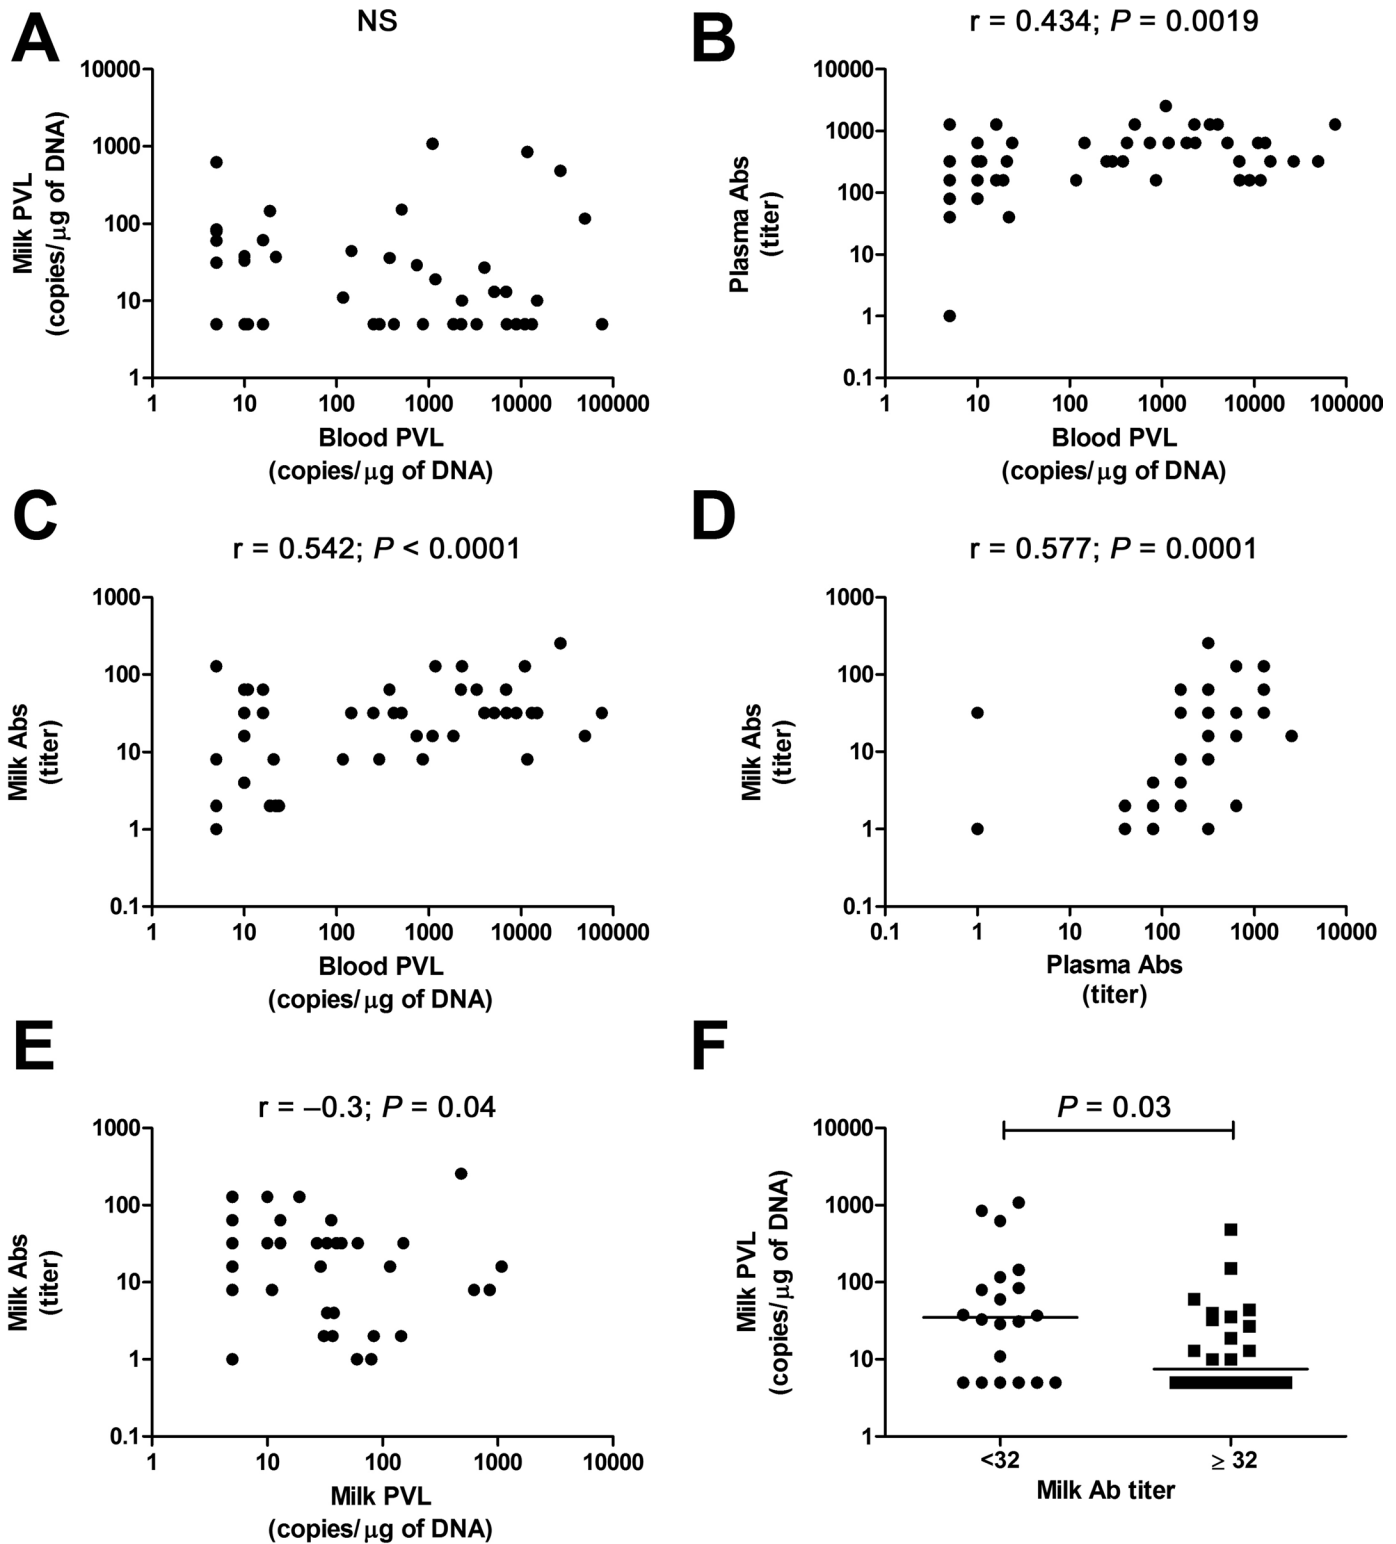 A
NS
10000
1000
100
10
1
Milk PVL
(copies/μg of DNA)
1 10 100 1000 10000 100000
Blood PVL
(copies/μg of DNA)
B
r = 0.434; P = 0.0019
10000
1000
100
10
1
0.1
Plasma Abs
(titer)
1 10 100 1000 10000 100000
Blood PVL
(copies/μg of DNA)
C
r = 0.542; P < 0.0001
1000
100
10
1
0.1
Milk Abs
(titer)
1 10 100 1000 10000 100000
Blood PVL
(copies/μg of DNA)
D
r = 0.577; P = 0.0001
1000
100
10
1
0.1
Milk Abs
(titer)
0.1 1 10 100 1000 10000
Plasma Abs
(titer)
E
r = –0.3; P = 0.04
1000
100
10
1
0.1
Milk Abs
(titer)
1 10 100 1000 10000
Milk PVL
(copies/μg of DNA)
F
P = 0.03
10000
1000
100
10
1
Milk PVL
(copies/μg of DNA)
<32 ≥ 32
Milk Ab titer